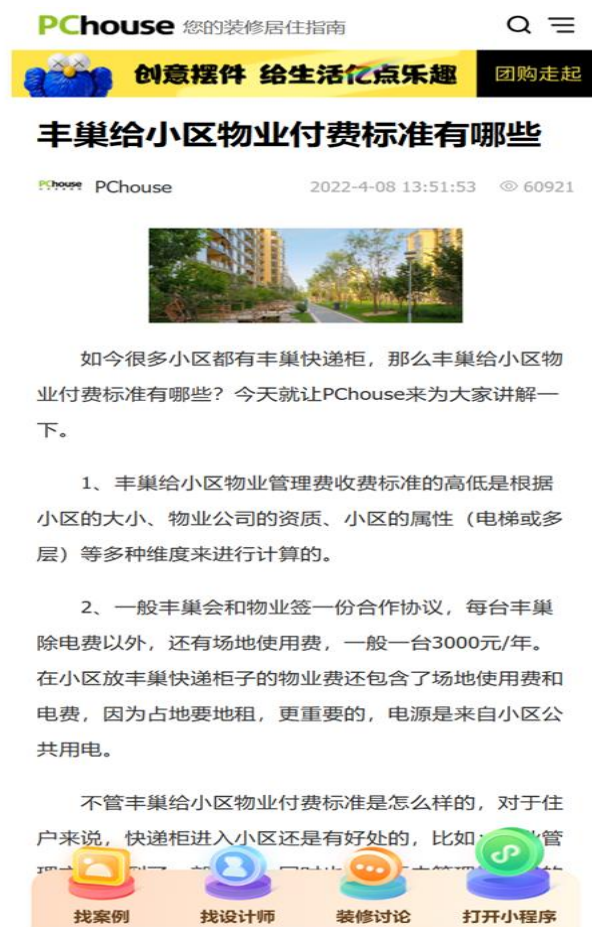 PChouse 您的装修居住指南
创意摆件 给生活亿点乐趣 团购走起
丰巢给小区物业付费标准有哪些
PChouse PChouse 2022-4-08 13:51:53 60921
如今很多小区都有丰巢快递柜，那么丰巢给小区物
业付费标准有哪些？今天就让PChouse来为大家讲解一
下。
1、丰巢给小区物业管理费收费标准的高低是根据
小区的大小、物业公司的资质、小区的属性（电梯或多
层）等多种维度来进行计算的。
2、一般丰巢会和物业签一份合作协议，每台丰巢
除电费以外，还有场地使用费，一般一台3000元/年。
在小区放丰巢快递柜子的物业费还包含了场地使用费和
电费，因为占地要地租，更重要的，电源是来自小区公
共用电。
不管丰巢给小区物业付费标准是怎么样的，对于住
户来说，快递柜进入小区还是有好处的，比如 管
找案例 找设计师 装修讨论 打开小程序